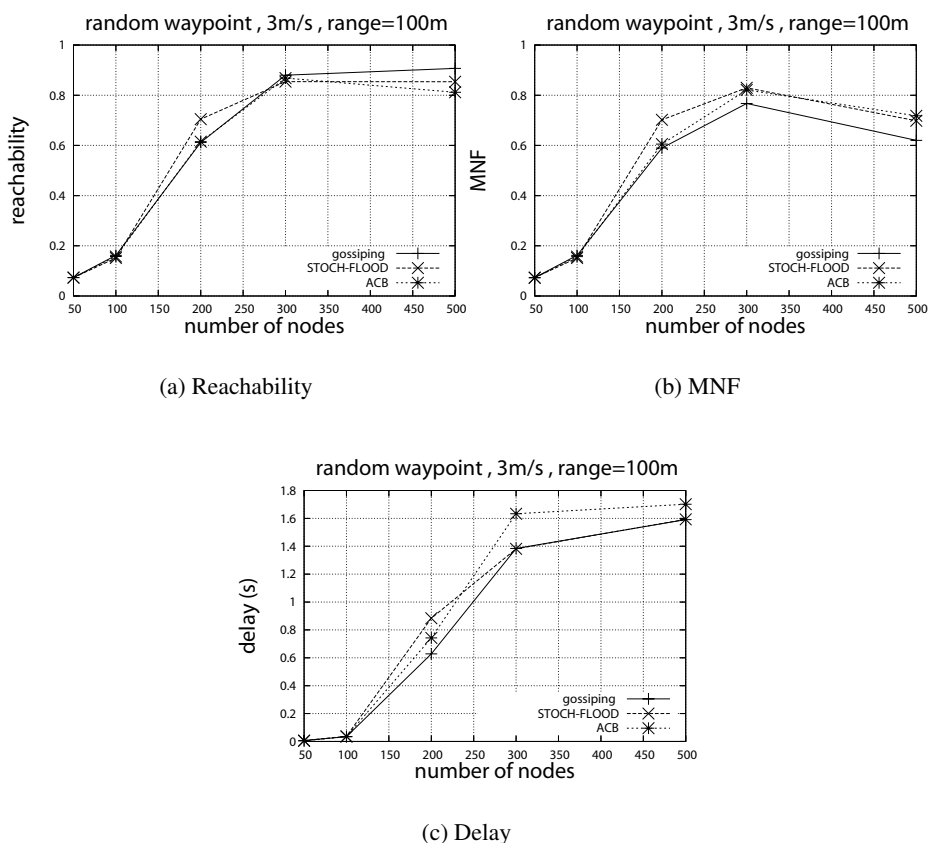 random waypoint , 3m/s , range=100m
1
0.8
0.6
0.4
0.2
0
reachability
gossiping
STOCH-FLOOD
ACB
50 100 150 200 250 300 350 400 450 500
number of nodes
(a) Reachability
random waypoint , 3m/s , range=100m
1
0.8
0.6
0.4
0.2
0
MNF
gossiping
STOCH-FLOOD
ACB
50 100 150 200 250 300 350 400 450 500
number of nodes
(b) MNF
random waypoint , 3m/s , range=100m
1.8
1.6
1.4
1.2
1
0.8
0.6
0.4
0.2
0
delay (s)
gossiping
STOCH-FLOOD
ACB
50 100 150 200 250 300 350 400 450 500
number of nodes
(c) Delay